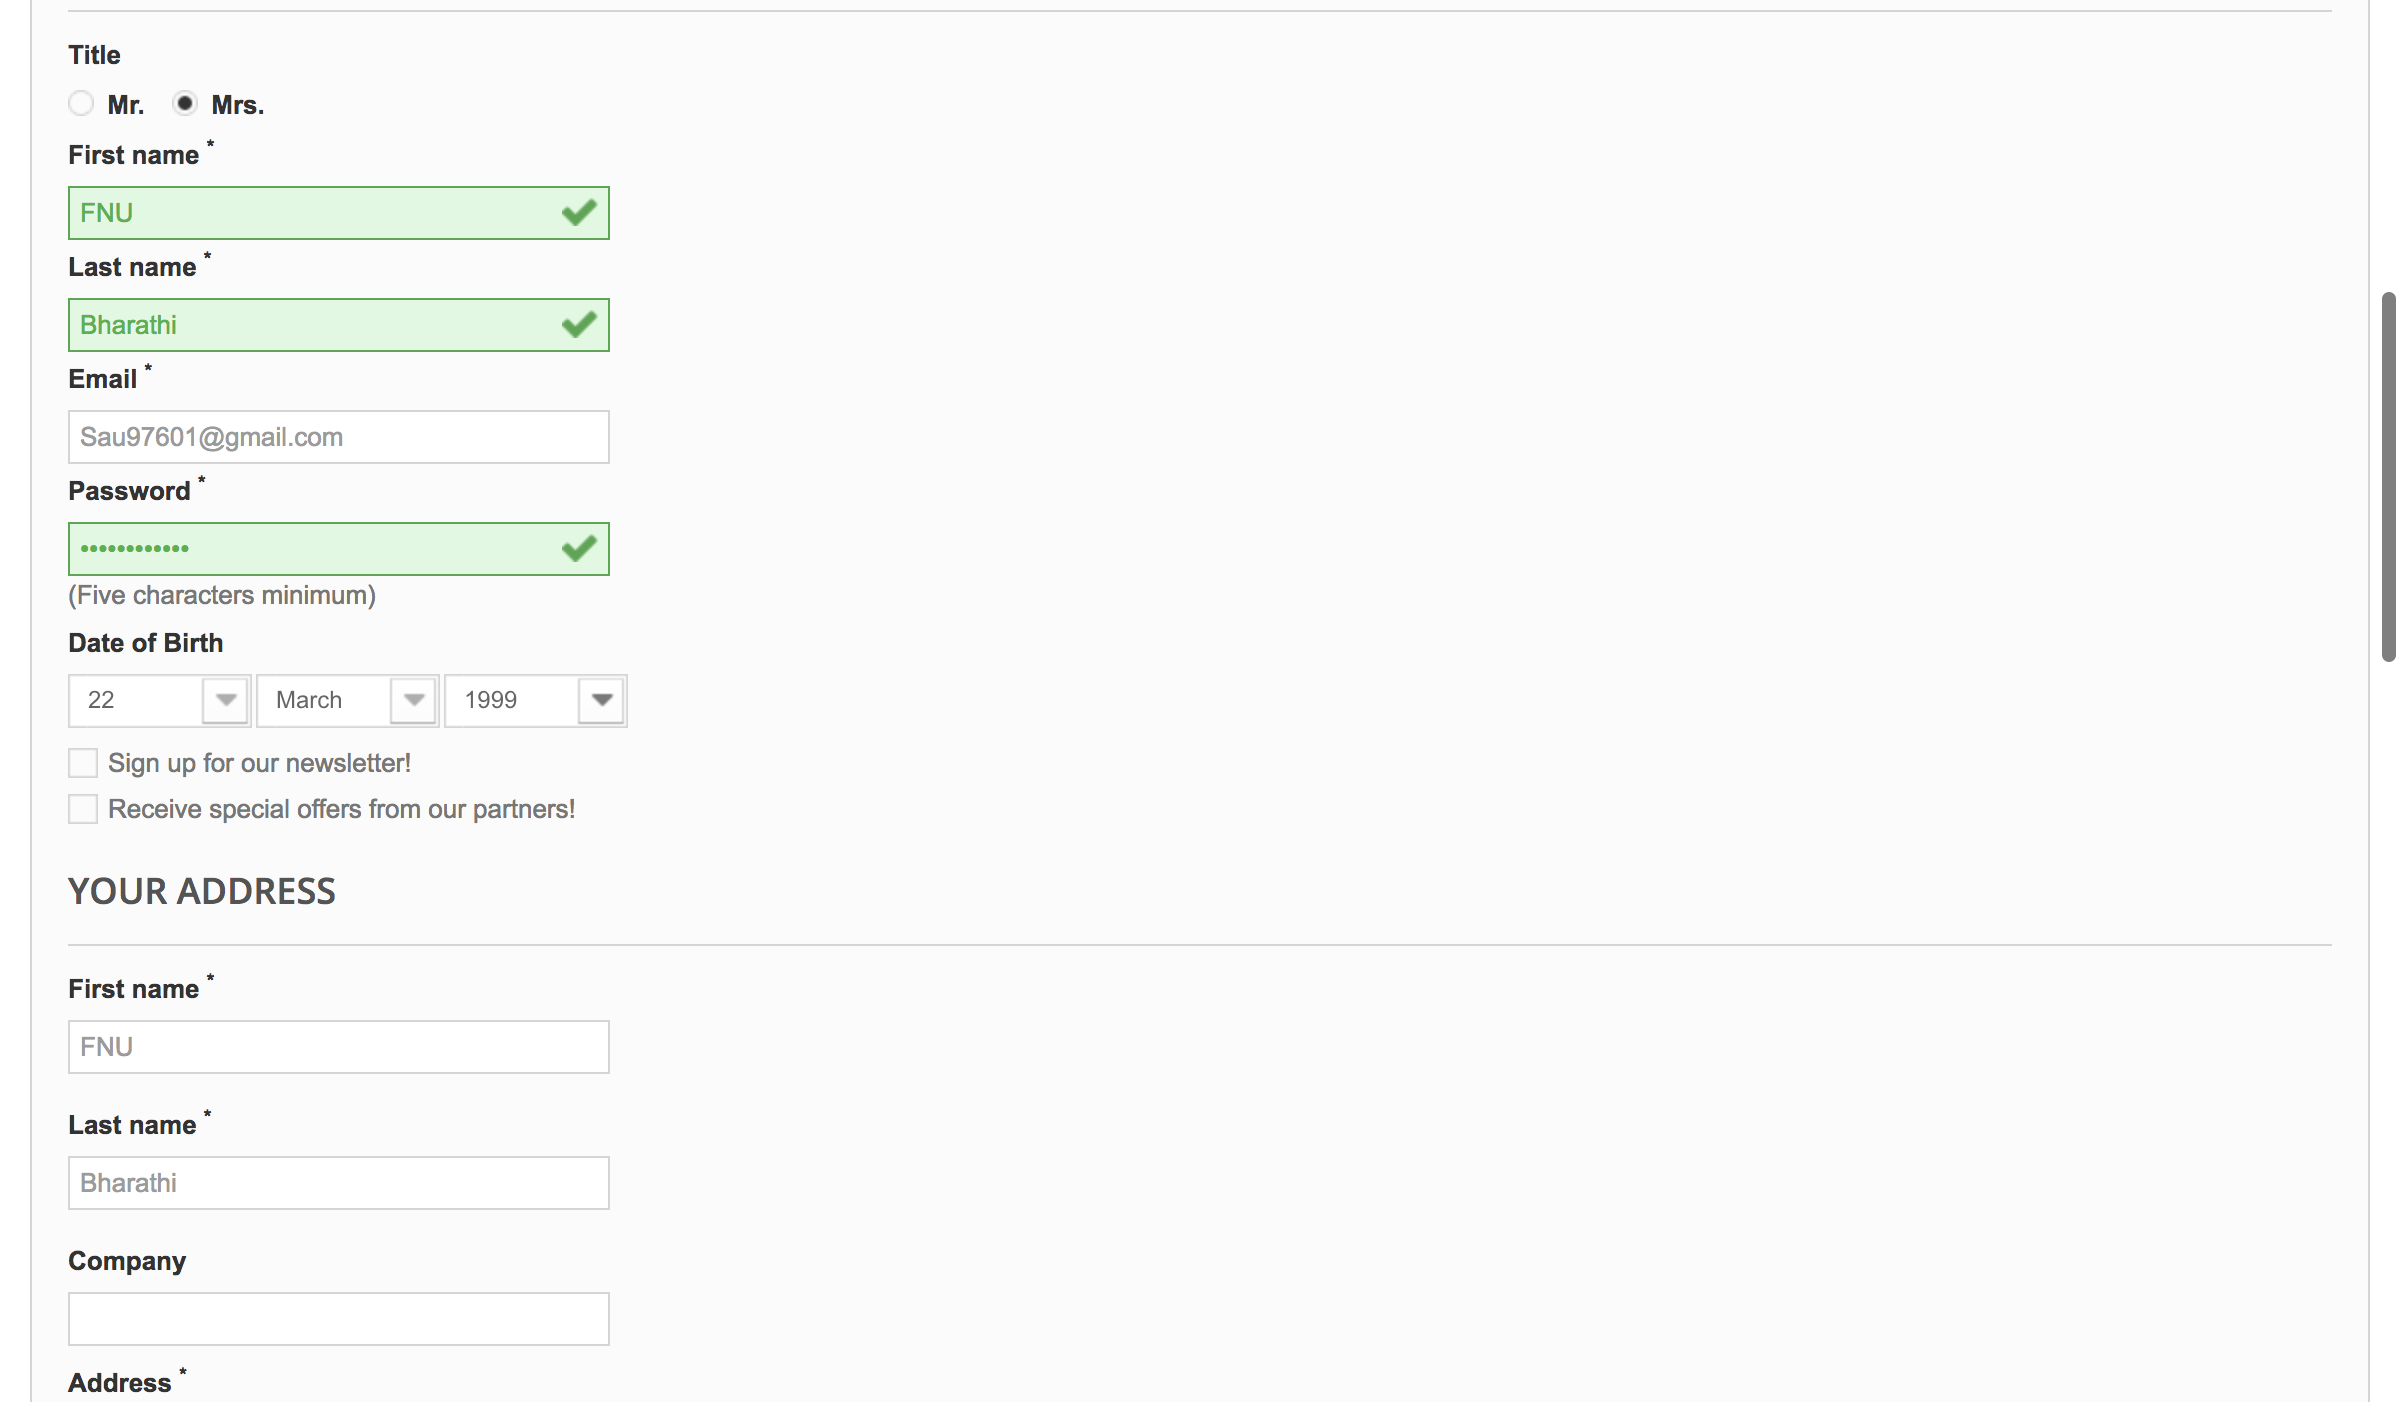 Title
Mr. Mrs.
First name *
FNU
Last name *
Bharathi
Email *
Sau97601@gmail.com
Password *
••••••••••••
(Five characters minimum)
Date of Birth
22 March 1999
Sign up for our newsletter!
Receive special offers from our partners!
YOUR ADDRESS
First name *
FNU
Last name *
Bharathi
Company
Address *